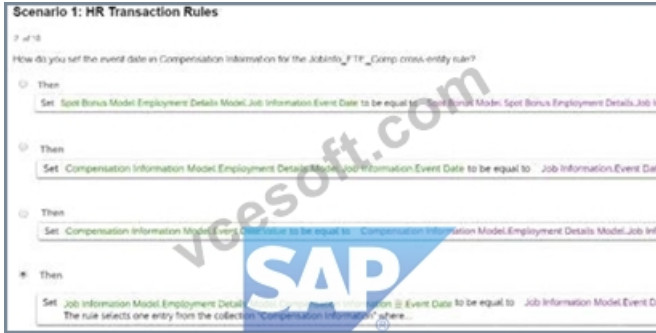 Scenario 1: HR Transaction Rules
2 of 18
How do you set the event date in Compensation Information for the JobInfo_FTE_Comp cross-entity rule?
Then
Set Spot Bonus Model.Employment Details Model.Job Information.Event Date to be equal to Spot Bonus Model. Spot Bonus Employment Details.Job
Then
Set Compensation Information Model.Employment Details Model.Job Information.Event Date to be equal to Job Information.Event Dat
Then
Set Compensation Information Model.Event Date.Value to be equal to Compensation Information Model.Employment Details Model.Job Inf
Then
Set Job Information Model.Employment Details Information Event Date to be equal to Job Information Model.Event D
The rule selects one entry from the collection "Compensation Information" where...
vcesoft.com
SAP